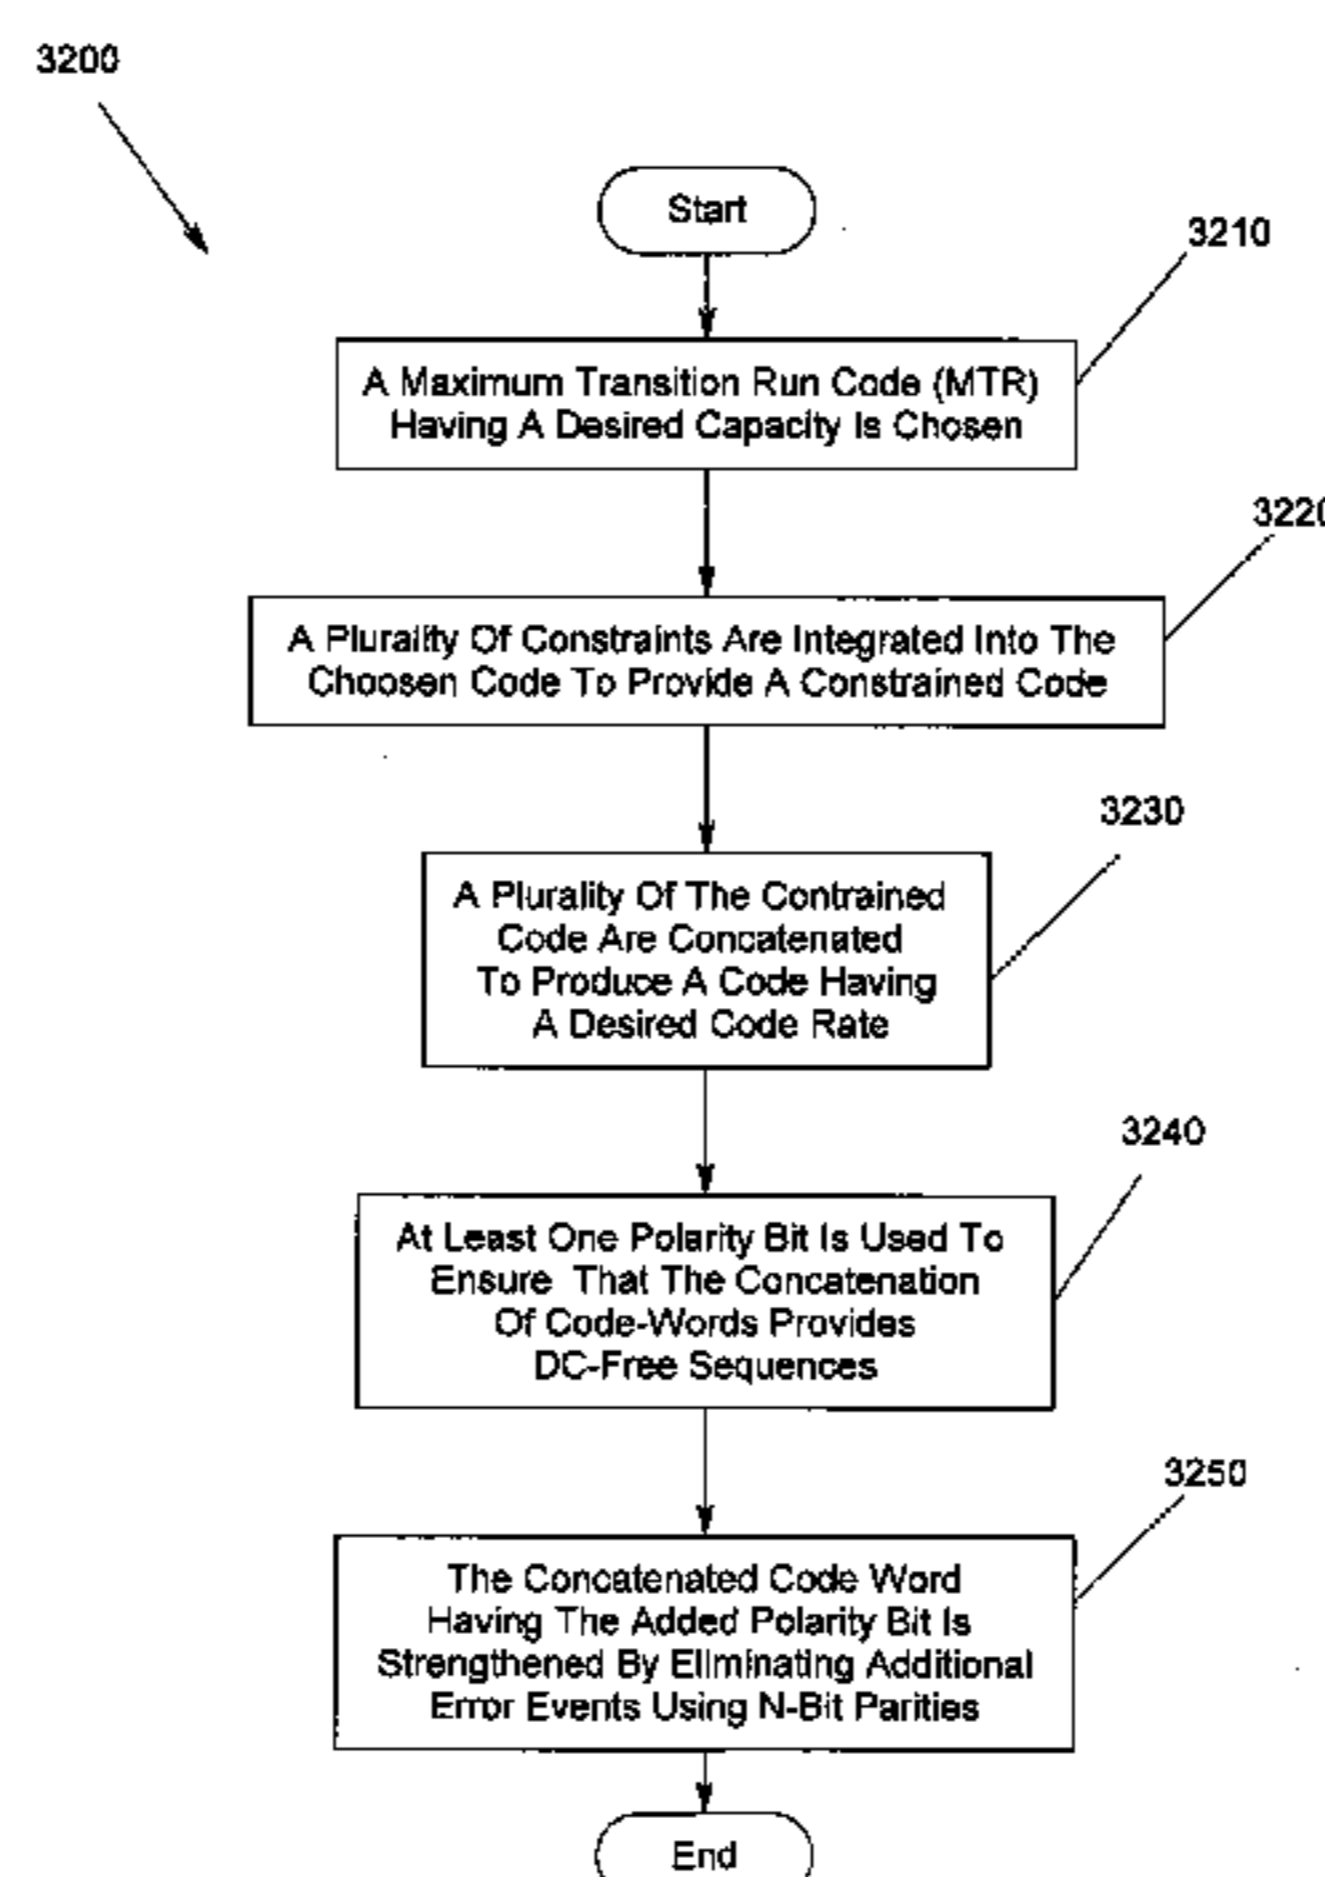 3200
Start
3210
A Maximum Transition Run Code (MTR)
Having A Desired Capacity Is Chosen
3220
A Plurality Of Constraints Are Integrated Into The
Choosen Code To Provide A Constrained Code
3230
A Plurality Of The Contrained
Code Are Concatenated
To Produce A Code Having
A Desired Code Rate
3240
At Least One Polarity Bit Is Used To
Ensure That The Concatenation
Of Code-Words Provides
DC-Free Sequences
3250
The Concatenated Code Word
Having The Added Polarity Bit Is
Strengthened By Eliminating Additional
Error Events Using N-Bit Parities
End